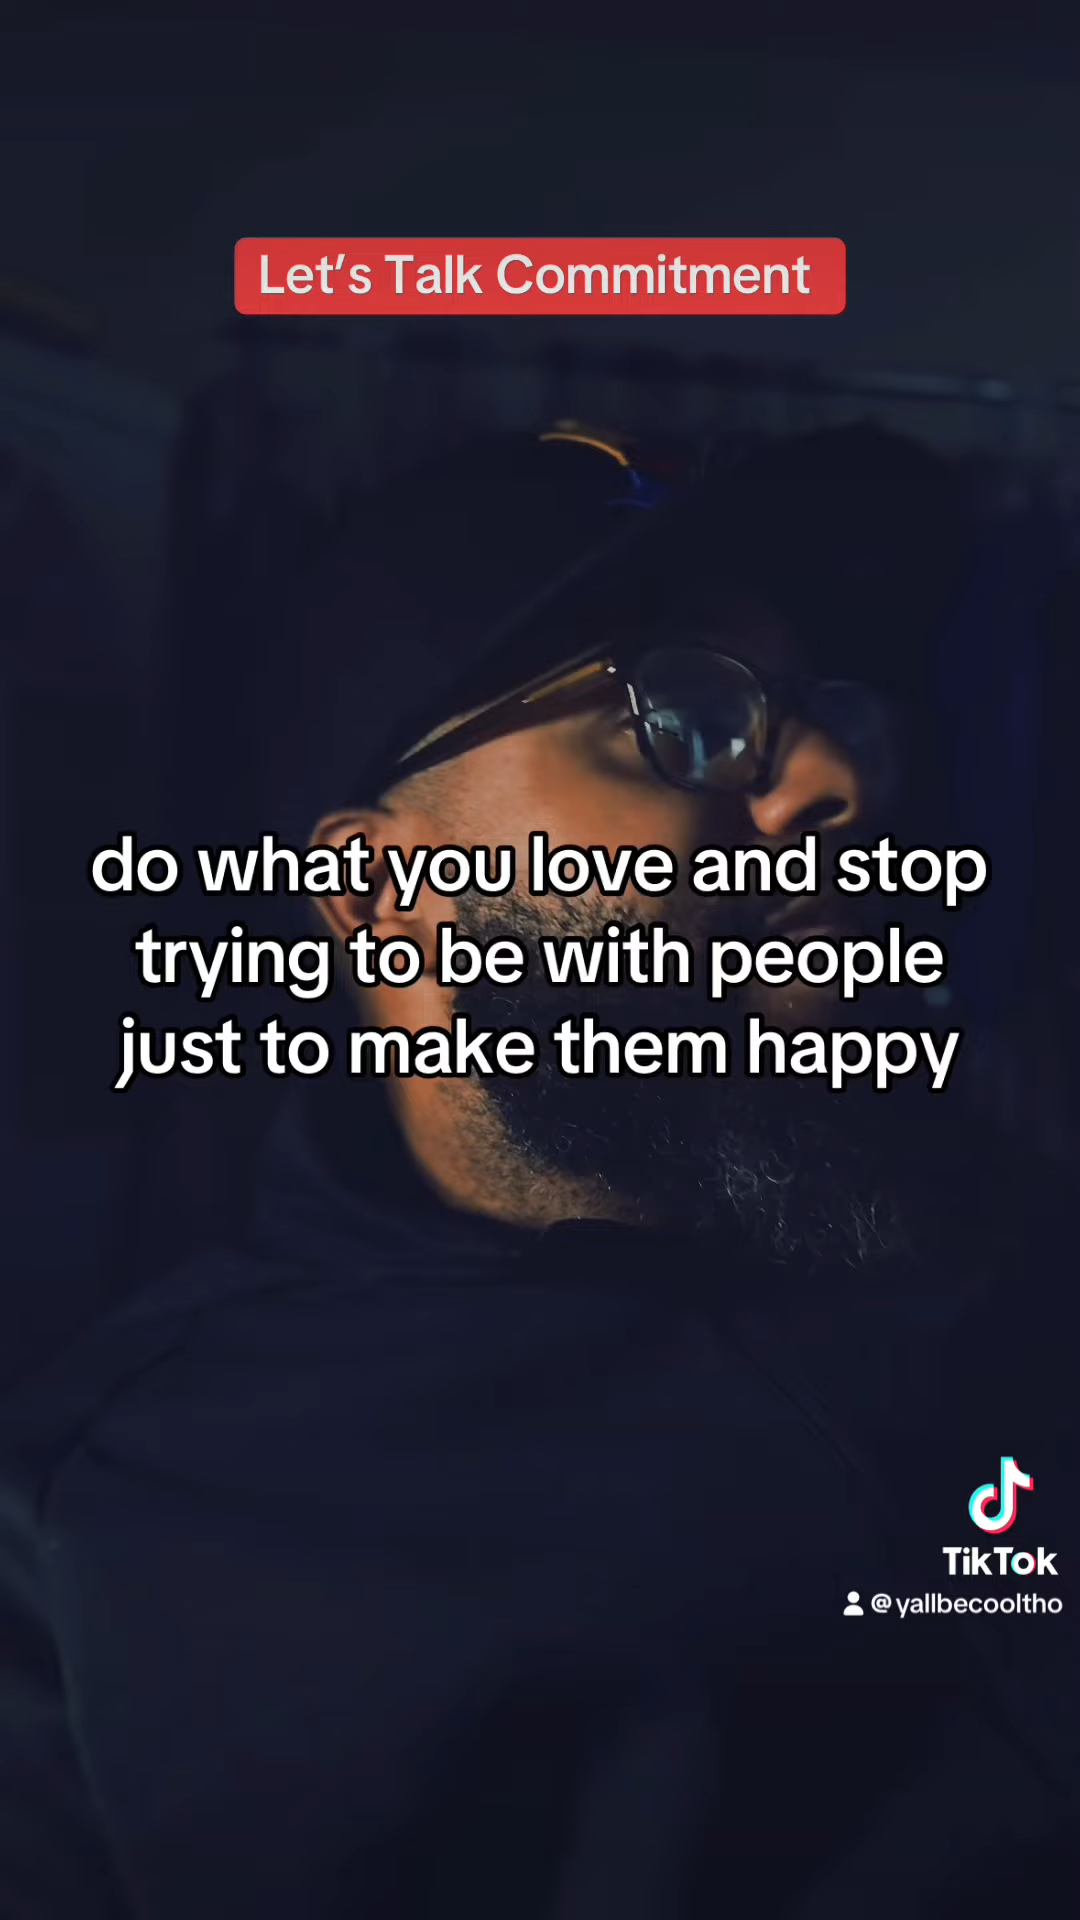 Let's Talk Commitment
do what you love and stop
trying to be with people
just to make them happy
TikTok
@yallbecooltho